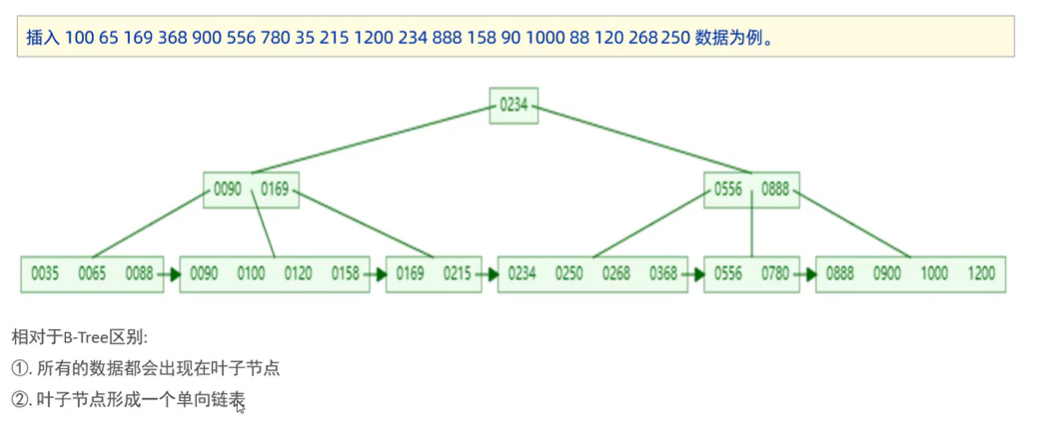 插入 100 65 169 368 900 556 780 35 215 1200 234 888 158 90 1000 88 120 268 250 数据为例。
0234
0090 0169 0556 0888
0035 0065 0088 0090 0100 0120 0158 0169 0215 0234 0250 0268 0368 0556 0780 0888 0900 1000 1200
相对于B-Tree区别:
①. 所有的数据都会出现在叶子节点
②. 叶子节点形成一个单向链表